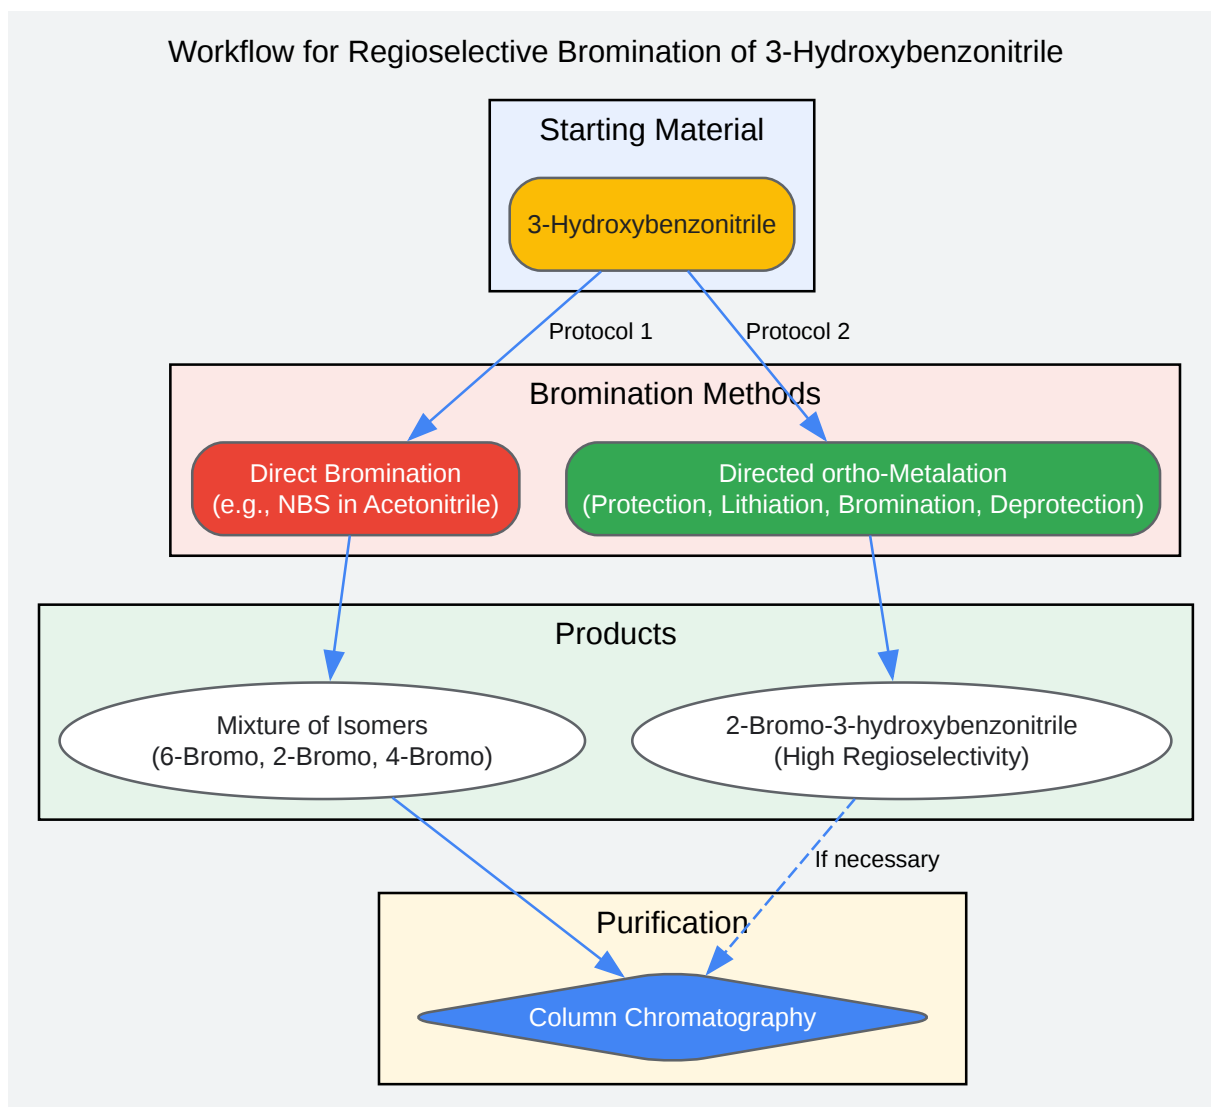 Workflow for Regioselective Bromination of 3-Hydroxybenzonitrile
Starting Material
3-Hydroxybenzonitrile
Protocol 1
Protocol 2
Bromination Methods
Direct Bromination
(e.g., NBS in Acetonitrile)
Directed ortho-Metalation
(Protection, Lithiation, Bromination, Deprotection)
Products
Mixture of Isomers
(6-Bromo, 2-Bromo, 4-Bromo)
2-Bromo-3-hydroxybenzonitrile
(High Regioselectivity)
If necessary
Purification
Column Chromatography